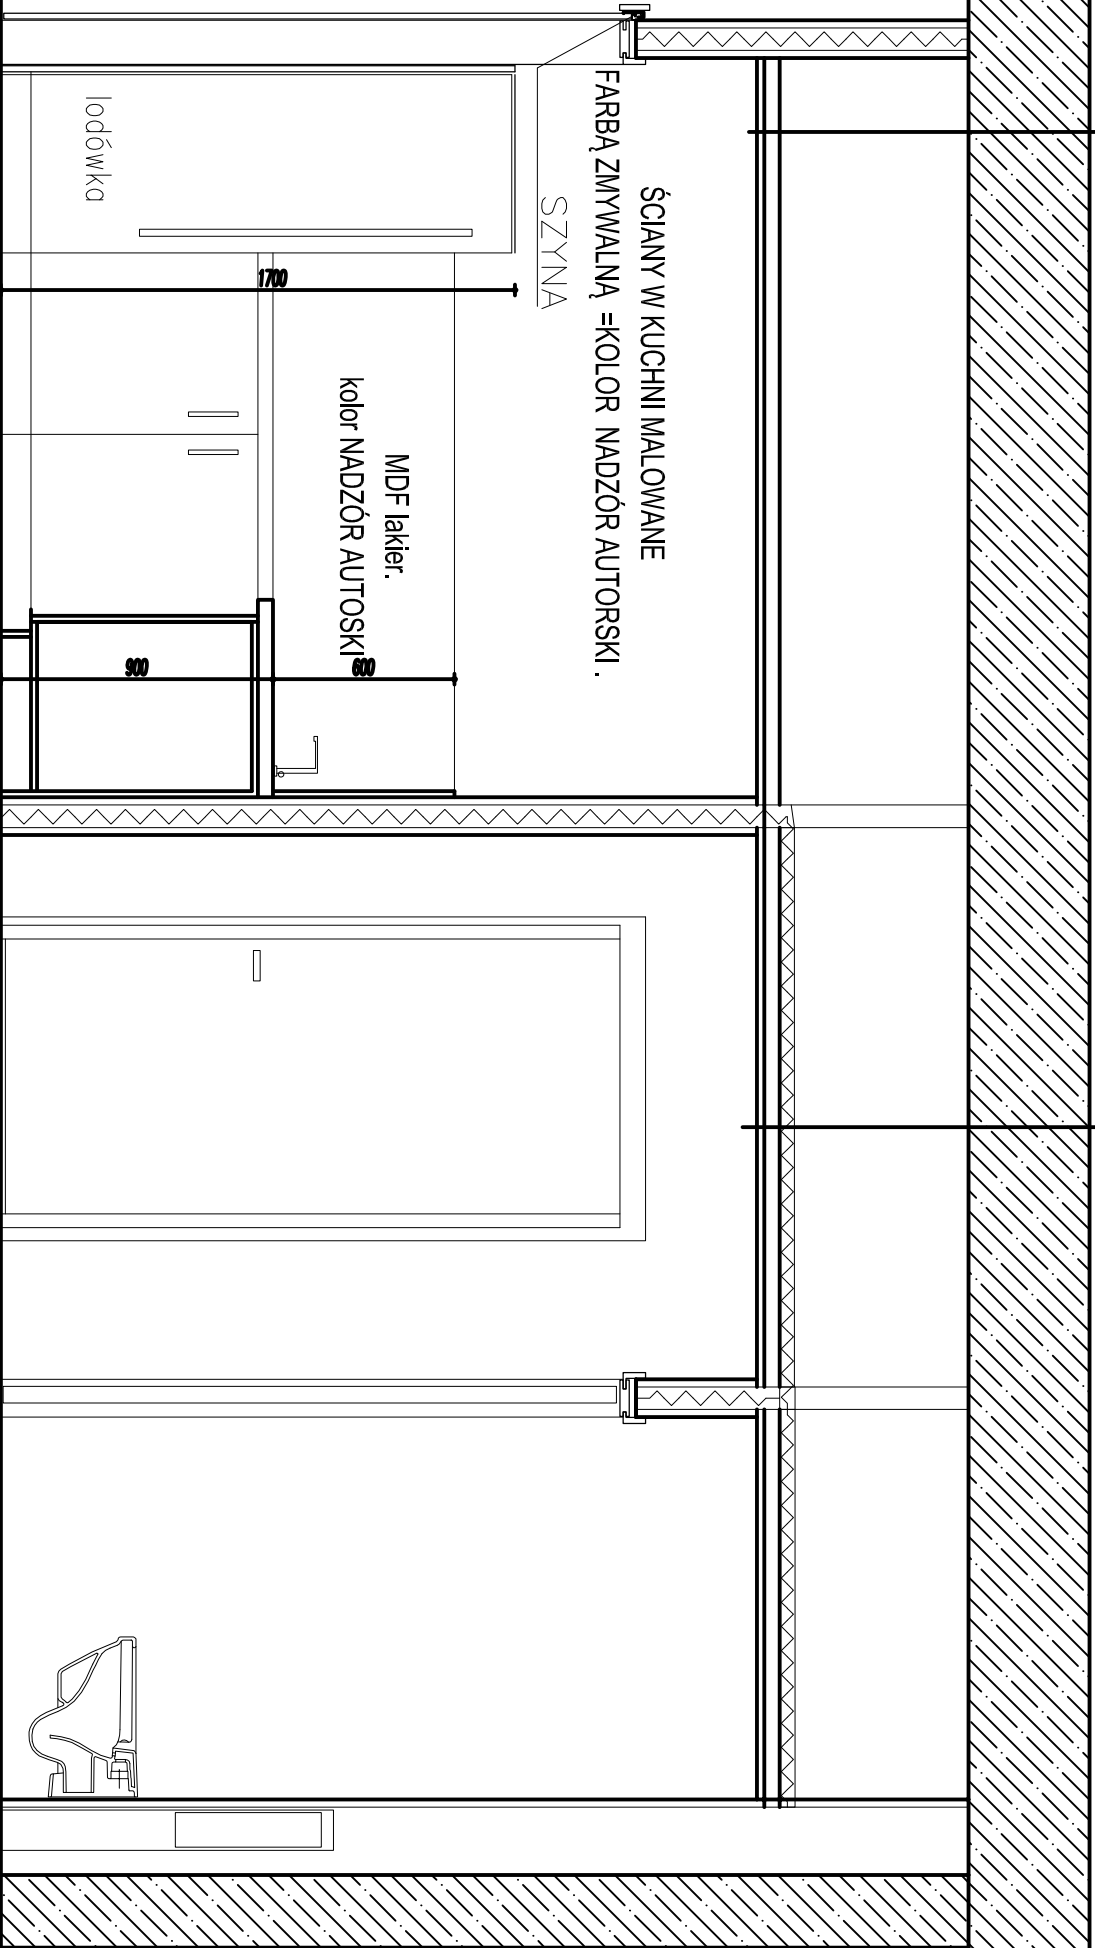 ŚCIANY W KUCHNI MALOWANE
FARBĄ ZMYWALNĄ =KOLOR NADZÓR AUTORSKI .
SZYNA
MDF lakier.
kolor NADZÓR AUTOSKI
lodówka
1700
900
600